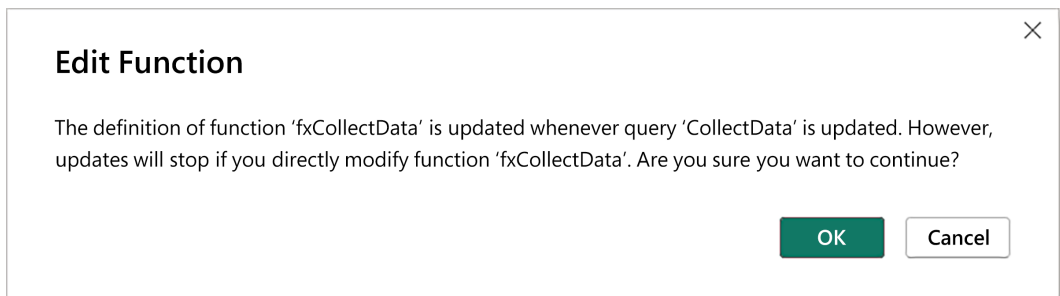 Edit Function
The definition of function ‘fxCollectData’ is updated whenever query ‘CollectData’ is updated. However,
updates will stop if you directly modify function ‘fxCollectData’. Are you sure you want to continue?
OK
Cancel